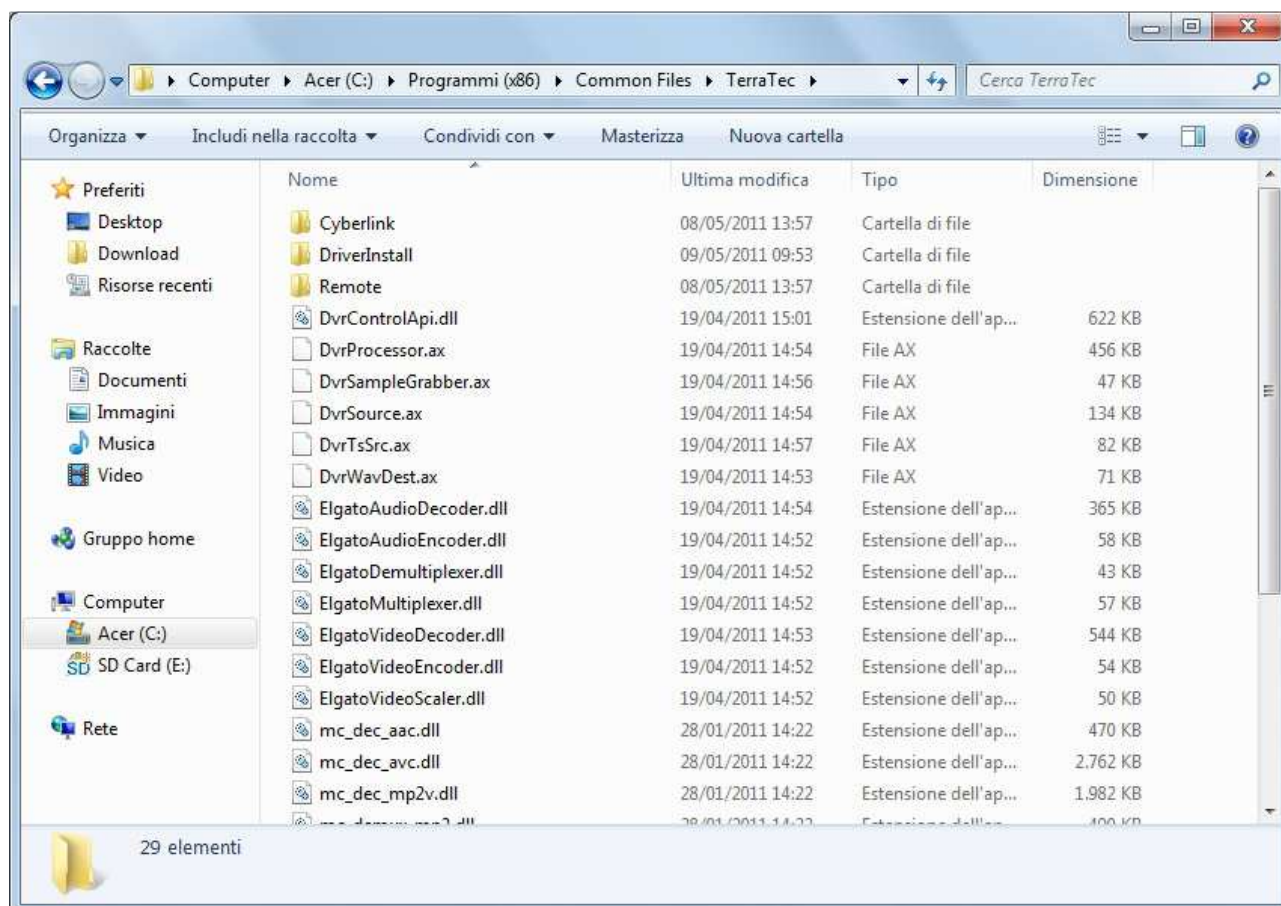 Computer Acer (C:) Programmi (x86) Common Files TerraTec
Cerca TerraTec
Organizza Includi nella raccolta Condividi con Masterizza Nuova cartella
Preferiti
Desktop
Download
Risorse recenti
Raccolte
Documenti
Immagini
Musica
Video
Gruppo home
Computer
Acer (C:)
SD Card (E:)
Rete
Nome Ultima modifica Tipo Dimensione
Cyberlink 08/05/2011 13:57 Cartella di file
DriverInstall 09/05/2011 09:53 Cartella di file
Remote 08/05/2011 13:57 Cartella di file
DvrControlApi.dll 19/04/2011 15:01 Estensione dell'ap... 622 KB
DvrProcessor.ax 19/04/2011 14:54 File AX 456 KB
DvrSampleGrabber.ax 19/04/2011 14:56 File AX 47 KB
DvrSource.ax 19/04/2011 14:54 File AX 134 KB
DvrTsSrc.ax 19/04/2011 14:57 File AX 82 KB
DvrWavDest.ax 19/04/2011 14:53 File AX 71 KB
ElgatoAudioDecoder.dll 19/04/2011 14:54 Estensione dell'ap... 365 KB
ElgatoAudioEncoder.dll 19/04/2011 14:52 Estensione dell'ap... 58 KB
ElgatoDemultiplexer.dll 19/04/2011 14:52 Estensione dell'ap... 43 KB
ElgatoMultiplexer.dll 19/04/2011 14:52 Estensione dell'ap... 57 KB
ElgatoVideoDecoder.dll 19/04/2011 14:53 Estensione dell'ap... 544 KB
ElgatoVideoEncoder.dll 19/04/2011 14:52 Estensione dell'ap... 54 KB
ElgatoVideoScaler.dll 19/04/2011 14:52 Estensione dell'ap... 50 KB
mc_dec_aac.dll 28/01/2011 14:22 Estensione dell'ap... 470 KB
mc_dec_avc.dll 28/01/2011 14:22 Estensione dell'ap... 2.762 KB
mc_dec_mp2v.dll 28/01/2011 14:22 Estensione dell'ap... 1.982 KB
29 elementi